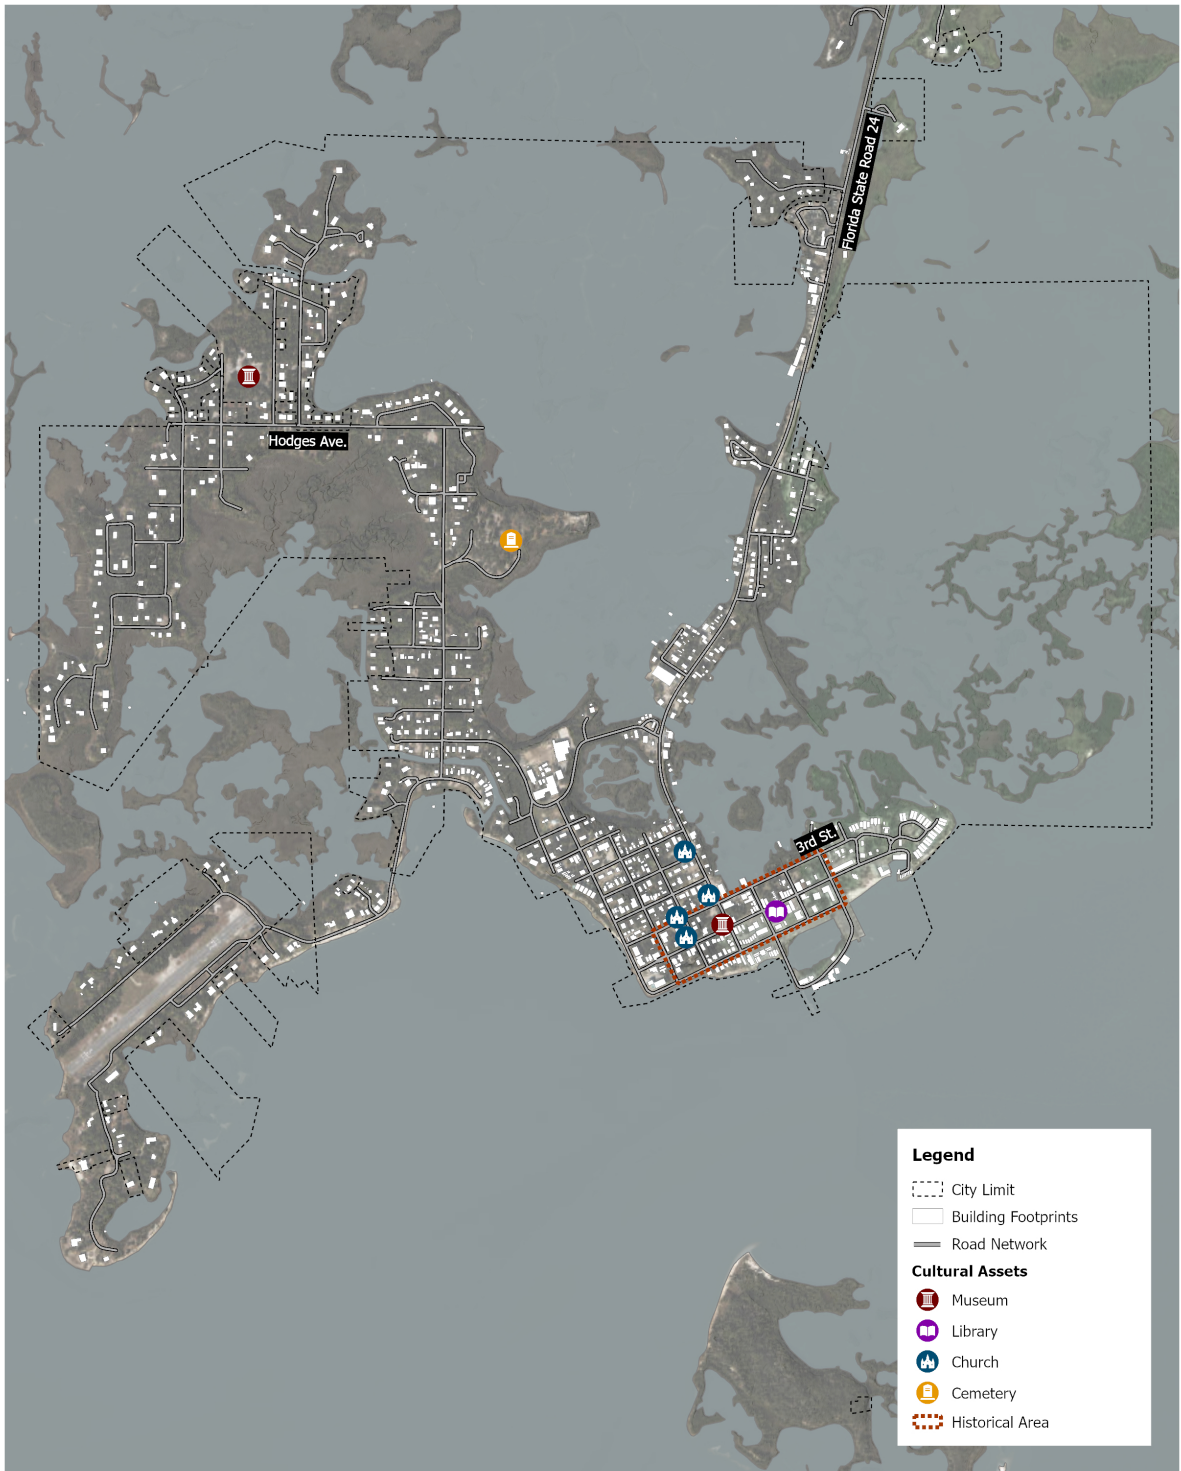 Florida State Road 24
Hodges Ave.
3rd St.
Legend
City Limit
Building Footprints
Road Network
Cultural Assets
Museum
Library
Church
Cemetery
Historical Area